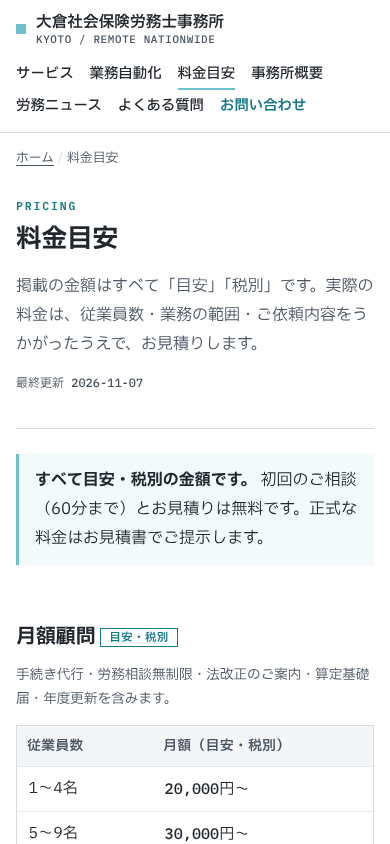 大倉社会保険労務士事務所
KYOTO / REMOTE NATIONWIDE
サービス 業務自動化 料金目安 事務所概要
労務ニュース よくある質問 お問い合わせ
ホーム / 料金目安
PRICING
料金目安
掲載の金額はすべて「目安」「税別」です。実際の
料金は、従業員数・業務の範囲・ご依頼内容をう
かがったうえで、お見積りします。
最終更新 2026-11-07
すべて目安・税別の金額です。 初回のご相談
（60分まで）とお見積りは無料です。正式な
料金はお見積書でご提示します。
月額顧問 目安・税別
手続き代行・労務相談無制限・法改正のご案内・算定基礎
届・年度更新を含みます。
従業員数 月額（目安・税別）
1〜4名 20,000円〜
5〜9名 30,000円〜